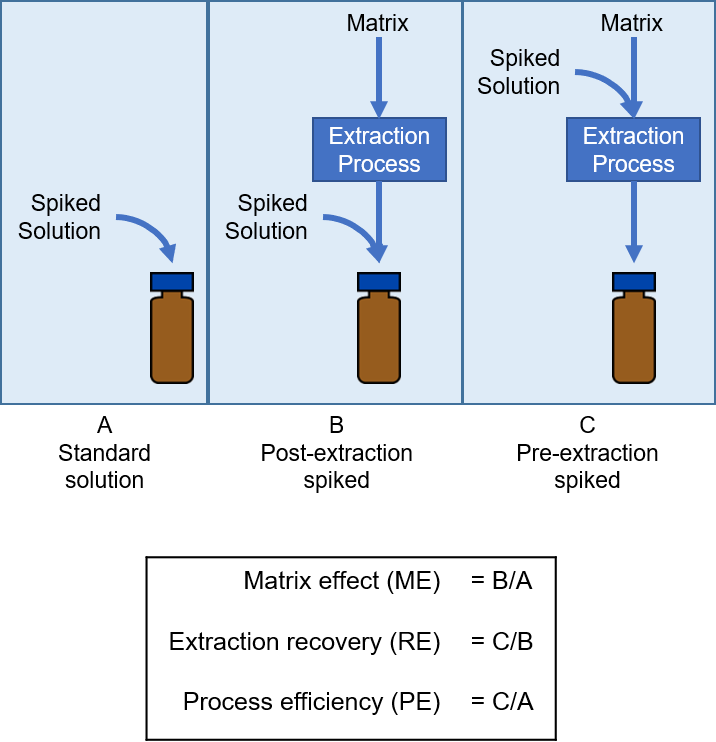 Spiked
Solution
Matrix
Extraction
Process
Spiked
Solution
Matrix
Spiked
Solution
Extraction
Process
A
Standard
solution
B
Post-extraction
spiked
C
Pre-extraction
spiked
Matrix effect (ME) = B/A
Extraction recovery (RE) = C/B
Process efficiency (PE) = C/A